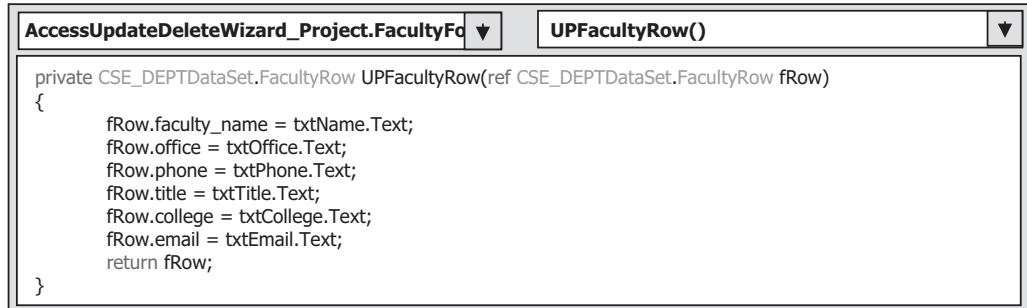 AccessUpdateDeleteWizard_Project.FacultyFo
UPFacultyRow()
private CSE_DEPTDataSet.FacultyRow UPFacultyRow(ref CSE_DEPTDataSet.FacultyRow fRow)
{
fRow.faculty_name = txtName.Text;
fRow.office = txtOffice.Text;
fRow.phone = txtPhone.Text;
fRow.title = txtTitle.Text;
fRow.college = txtCollege.Text;
fRow.email = txtEmail.Text;
return fRow;
}